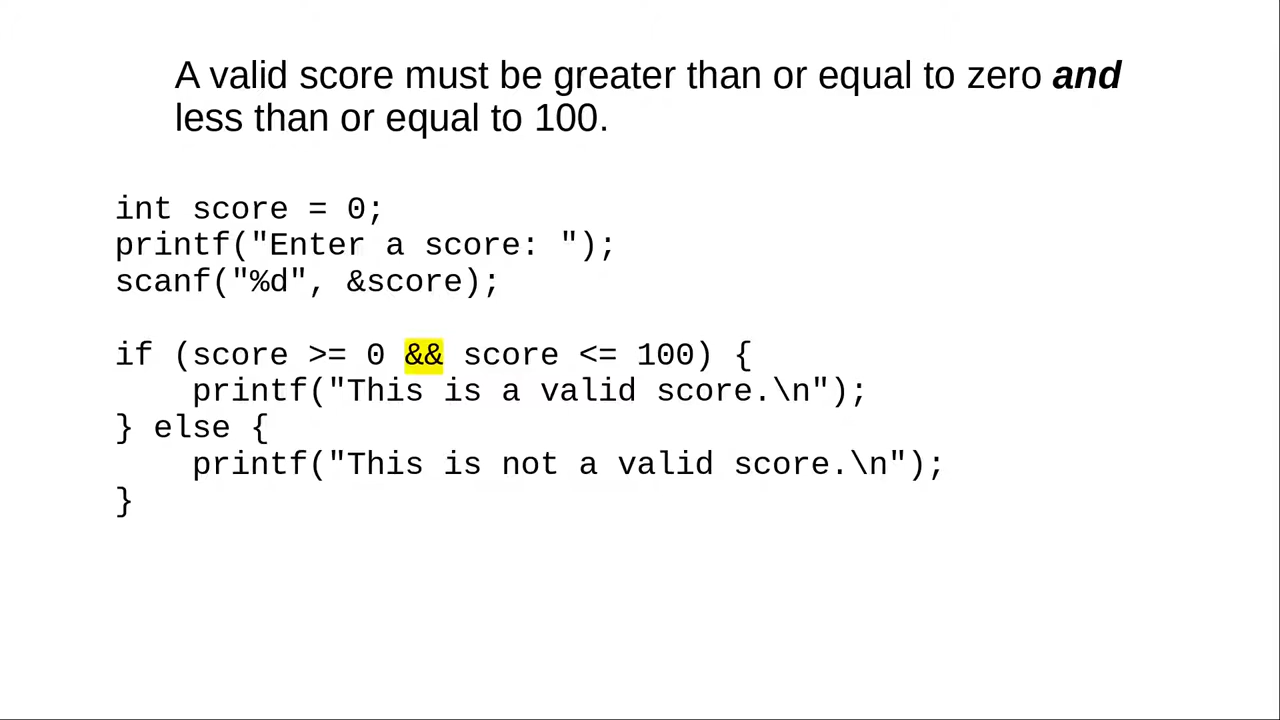 A valid score must be greater than or equal to zero and
less than or equal to 100.
int score = 0;
printf("Enter a score: ");
scanf("%d", &score);
if (score >= 0 && score <= 100) {
    printf("This is a valid score.\n");
} else {
    printf("This is not a valid score.\n");
}